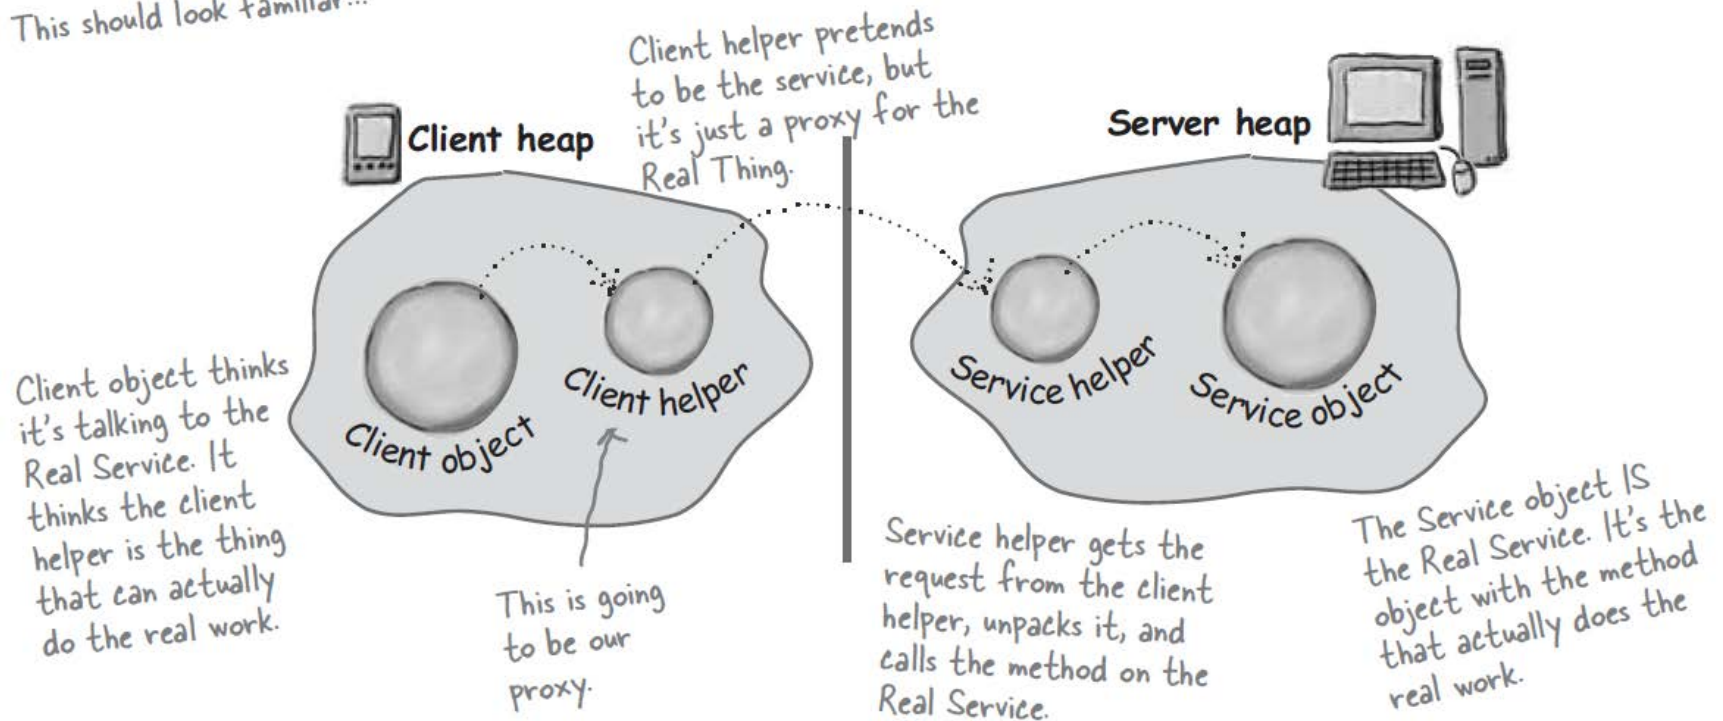 This should look familiar...
Client helper pretends
to be the service, but
it's just a proxy for the
Real Thing.
Client heap
Server heap
Client object thinks
it's talking to the
Real Service. It
thinks the client
helper is the thing
that can actually
do the real work.
Client object
Client helper
This is going
to be our
proxy.
Service helper
Service object
Service helper gets the
request from the client
helper, unpacks it, and
calls the method on the
Real Service.
The Service object IS
the Real Service. It's the
object with the method
that actually does the
real work.